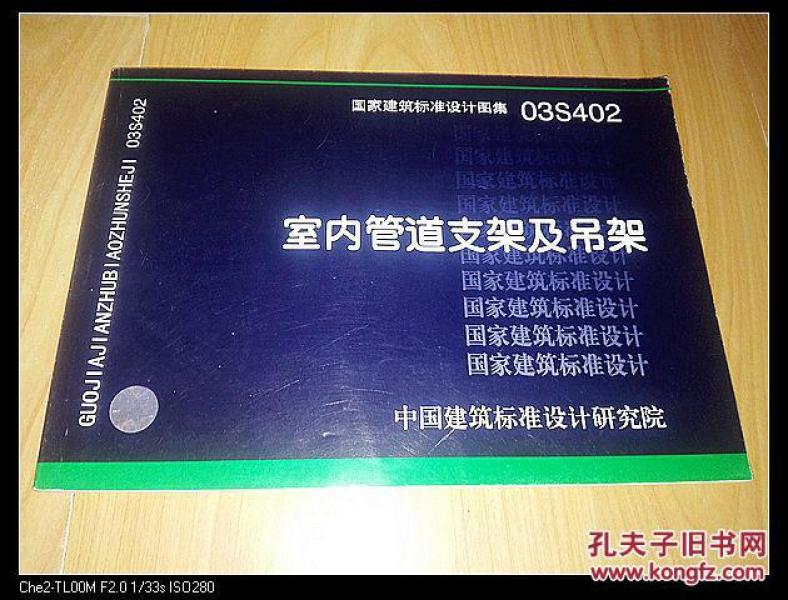 国家建筑标准设计图集 03S402
GUOJIAJIANZHUBIAOZHUNSHEJI 03S402
国家建筑标准设计
国家建筑标准设计
国家建筑标准设计
室内管道支架及吊架
国家建筑标准设计
国家建筑标准设计
国家建筑标准设计
国家建筑标准设计
国家建筑标准设计
中国建筑标准设计研究院
孔夫子旧书网
www.kongfz.com
Che2-TL00M F2.0 1/33s ISO280